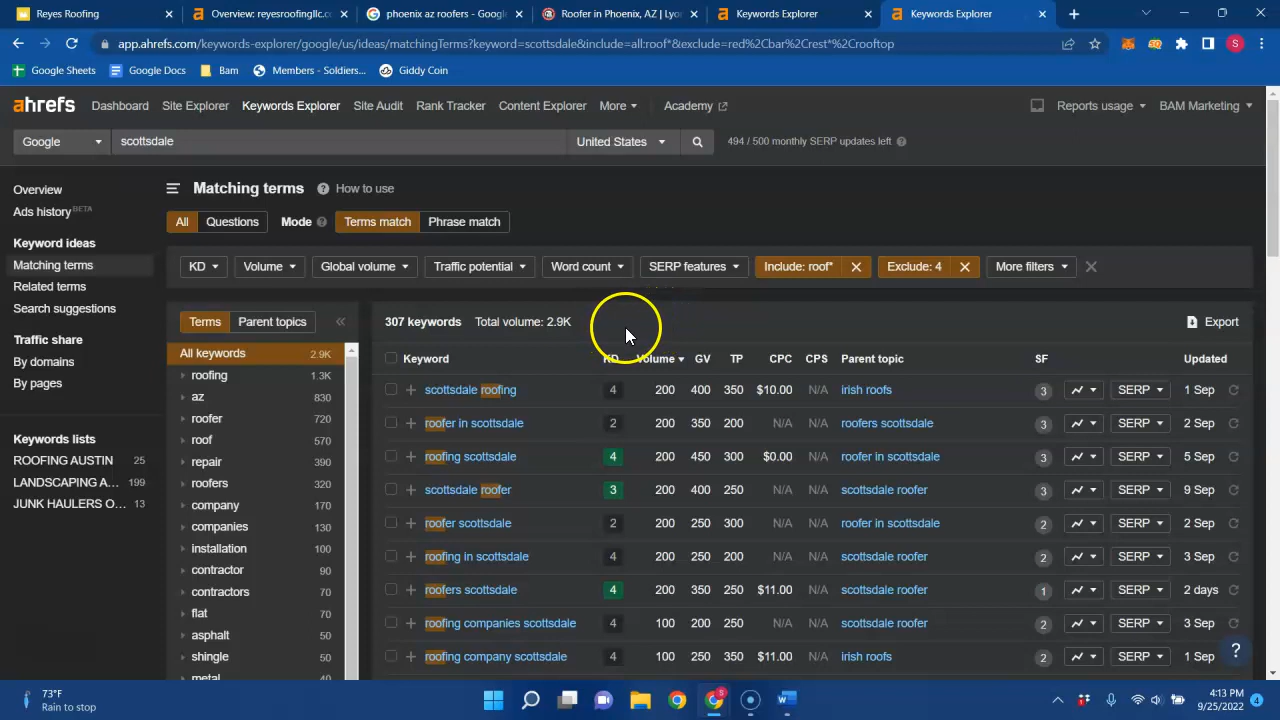 Reyes Roofing
Overview: reyesroofingllc.c
phoenix az roofers - Google
Roofer in Phoenix, AZ | Lyon
Keywords Explorer
Keywords Explorer
app.ahrefs.com/keywords-explorer/google/us/ideas/matchingTerms?keyword=scottsdale&include=all:roof*&exclude=red%2Cbar%2Crest*%2Crooftop
S
Google Sheets
Google Docs
Bam
Members - Soldiers...
Giddy Coin
ahrefs
Dashboard
Site Explorer
Keywords Explorer
Site Audit
Rank Tracker
Content Explorer
More
Academy
Reports usage
BAM Marketing
Google
scottsdale
United States
494 / 500 monthly SERP updates left
Overview
Ads history BETA
Keyword ideas
Matching terms
Related terms
Search suggestions
Traffic share
By domains
By pages
Keywords lists
ROOFING AUSTIN 25
LANDSCAPING A... 199
JUNK HAULERS O... 13
Matching terms
How to use
All
Questions
Mode
Terms match
Phrase match
KD
Volume
Global volume
Traffic potential
Word count
SERP features
Include: roof*
Exclude: 4
More filters
Terms
Parent topics
All keywords 2.9K
roofing 1.3K
az 830
roofer 720
roof 570
repair 390
roofers 320
company 170
companies 130
installation 100
contractor 90
contractors 70
flat 70
asphalt 50
shingle 50
metal 50
307 keywords
Total volume: 2.9K
Export
Keyword KD Volume GV TP CPC CPS Parent topic SF Updated
scottsdale roofing 4 200 400 350 $10.00 N/A irish roofs 3 SERP 1 Sep
roofer in scottsdale 2 200 350 200 N/A N/A roofers scottsdale 3 SERP 2 Sep
roofing scottsdale 4 200 450 300 $0.00 N/A roofer in scottsdale 3 SERP 5 Sep
scottsdale roofer 3 200 400 250 N/A N/A scottsdale roofer 3 SERP 9 Sep
roofer scottsdale 2 200 250 300 N/A N/A roofer in scottsdale 2 SERP 2 Sep
roofing in scottsdale 4 200 250 200 N/A N/A scottsdale roofer 2 SERP 3 Sep
roofers scottsdale 4 200 350 250 $11.00 N/A scottsdale roofer 1 SERP 2 days
roofing companies scottsdale 4 100 200 250 N/A N/A scottsdale roofer 2 SERP 3 Sep
roofing company scottsdale 4 100 250 350 $11.00 N/A irish roofs 2 SERP 1 Sep
73°F
Rain to stop
4:13 PM
9/25/2022
4